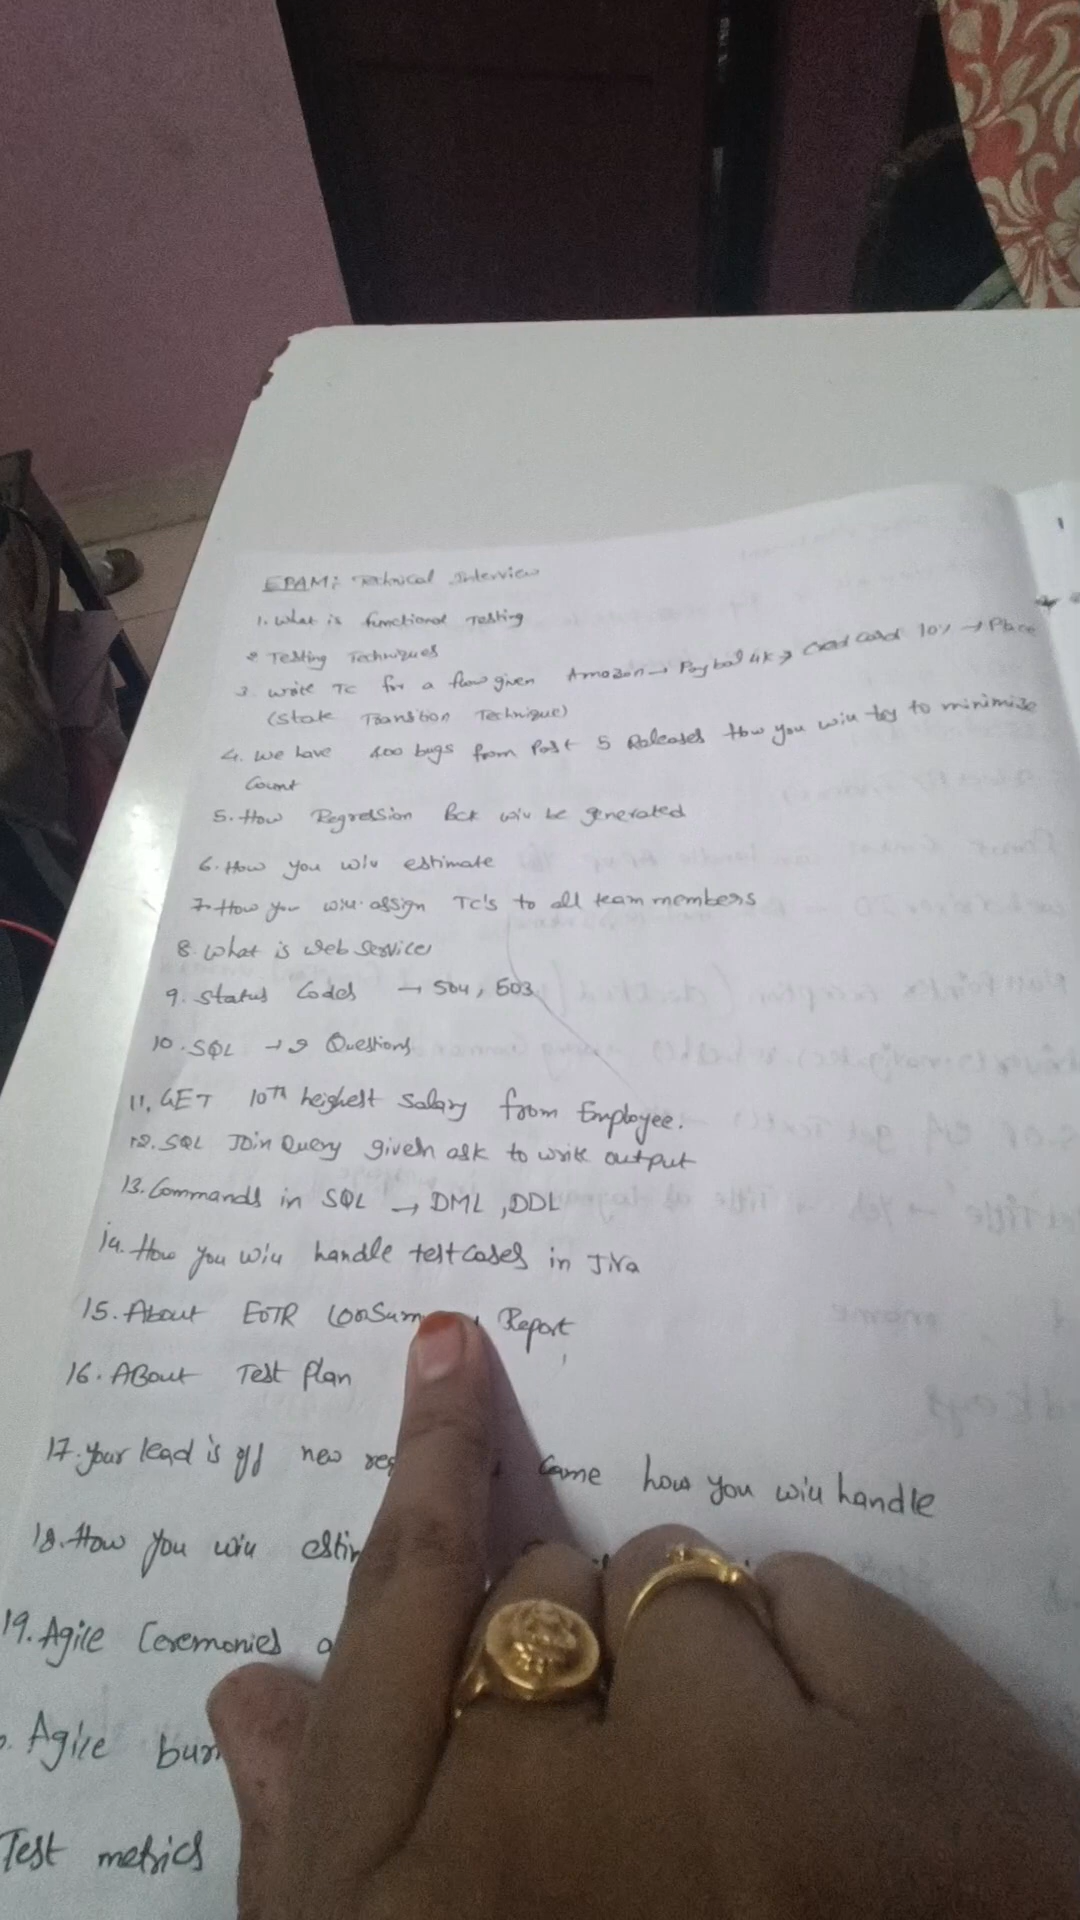 EPAM: Technical Interview
1. What is functional Testing
2 Testing Techniques
3. write TC for a flow given Amazon → Paybal 4k → Cred Card 10% → Place
(State Transition Technique)
4. We have 400 bugs from Past 5 Releases How you will try to minimize
Count
5. How Regression Pck will be generated
6. How you will estimate
7. How you will assign TC's to all team members
8. What is Web Service
9. Status Codes → 504, 503
10. SQL → 2 Questions
11. GET 10th heighest Salary from Employee.
12. SQL Join Query given ask to write output
13. Commands in SQL → DML, DDL
14. How you will handle testcases in Jira
15. About EOTR Report
16. ABout Test Plan
17. Your lead is off new came how you will handle
18. How you will
19. Agile Ceremonies
Agile
Test metrics